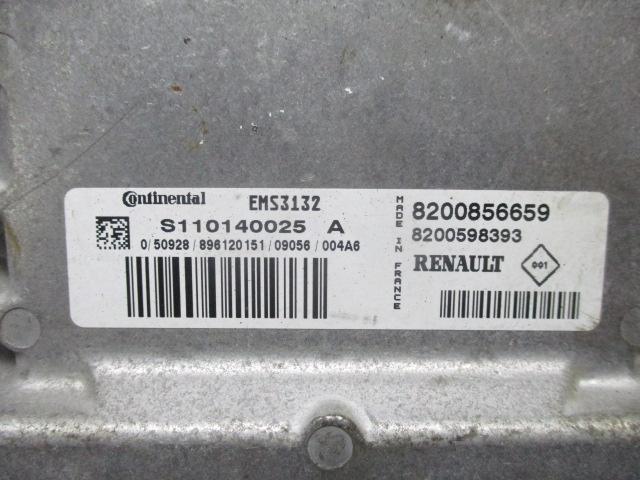 Continental EMS3132
S110140025 A
0/50928/896120151/09056/004A6
MADE IN FRANCE
8200856659
8200598393
RENAULT 001